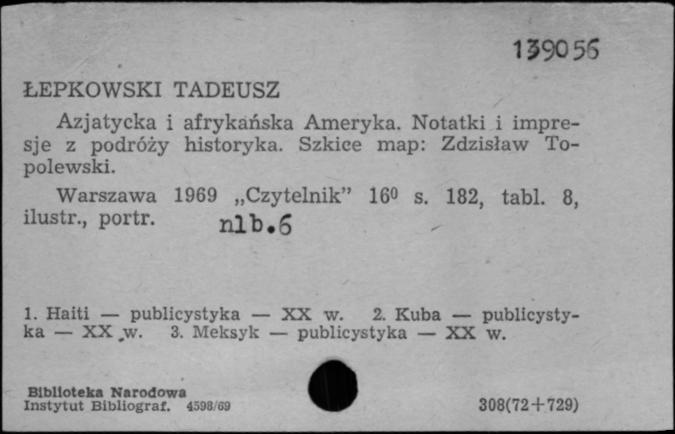 139056
ŁEPKOWSKI TADEUSZ
Azjatycka i afrykańska Ameryka. Notatki i impre-
sje z podróży historyka. Szkice map: Zdzisław To-
polewski.
Warszawa 1969 „Czytelnik” 16⁰ s. 182, tabl. 8,
ilustr., portr. nlb.6
1. Haiti — publicystyka — XX w. 2. Kuba — publicysty-
ka — XX w. 3. Meksyk — publicystyka — XX w.
Biblioteka Narodowa
Instytut Bibliograf. 4598/69 308(72+729)